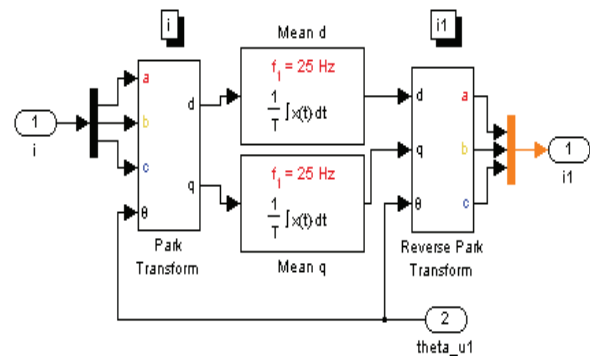 i
i1
Mean d
f1 = 25 Hz
1/T ∫x(t)·dt
a
b
c
θ
d
q
1
i
Park
Transform
f1 = 25 Hz
1/T ∫x(t)·dt
Mean q
d
q
θ
a
b
c
Reverse Park
Transform
1
i1
2
theta_u1